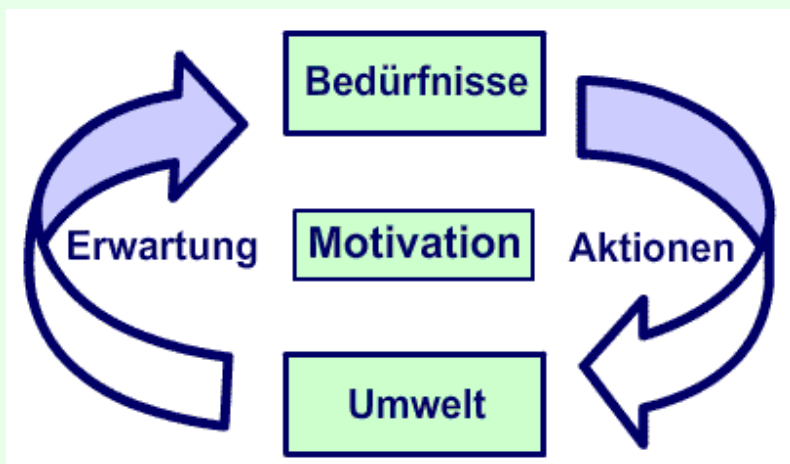 Bedürfnisse
Erwartung
Motivation
Aktionen
Umwelt